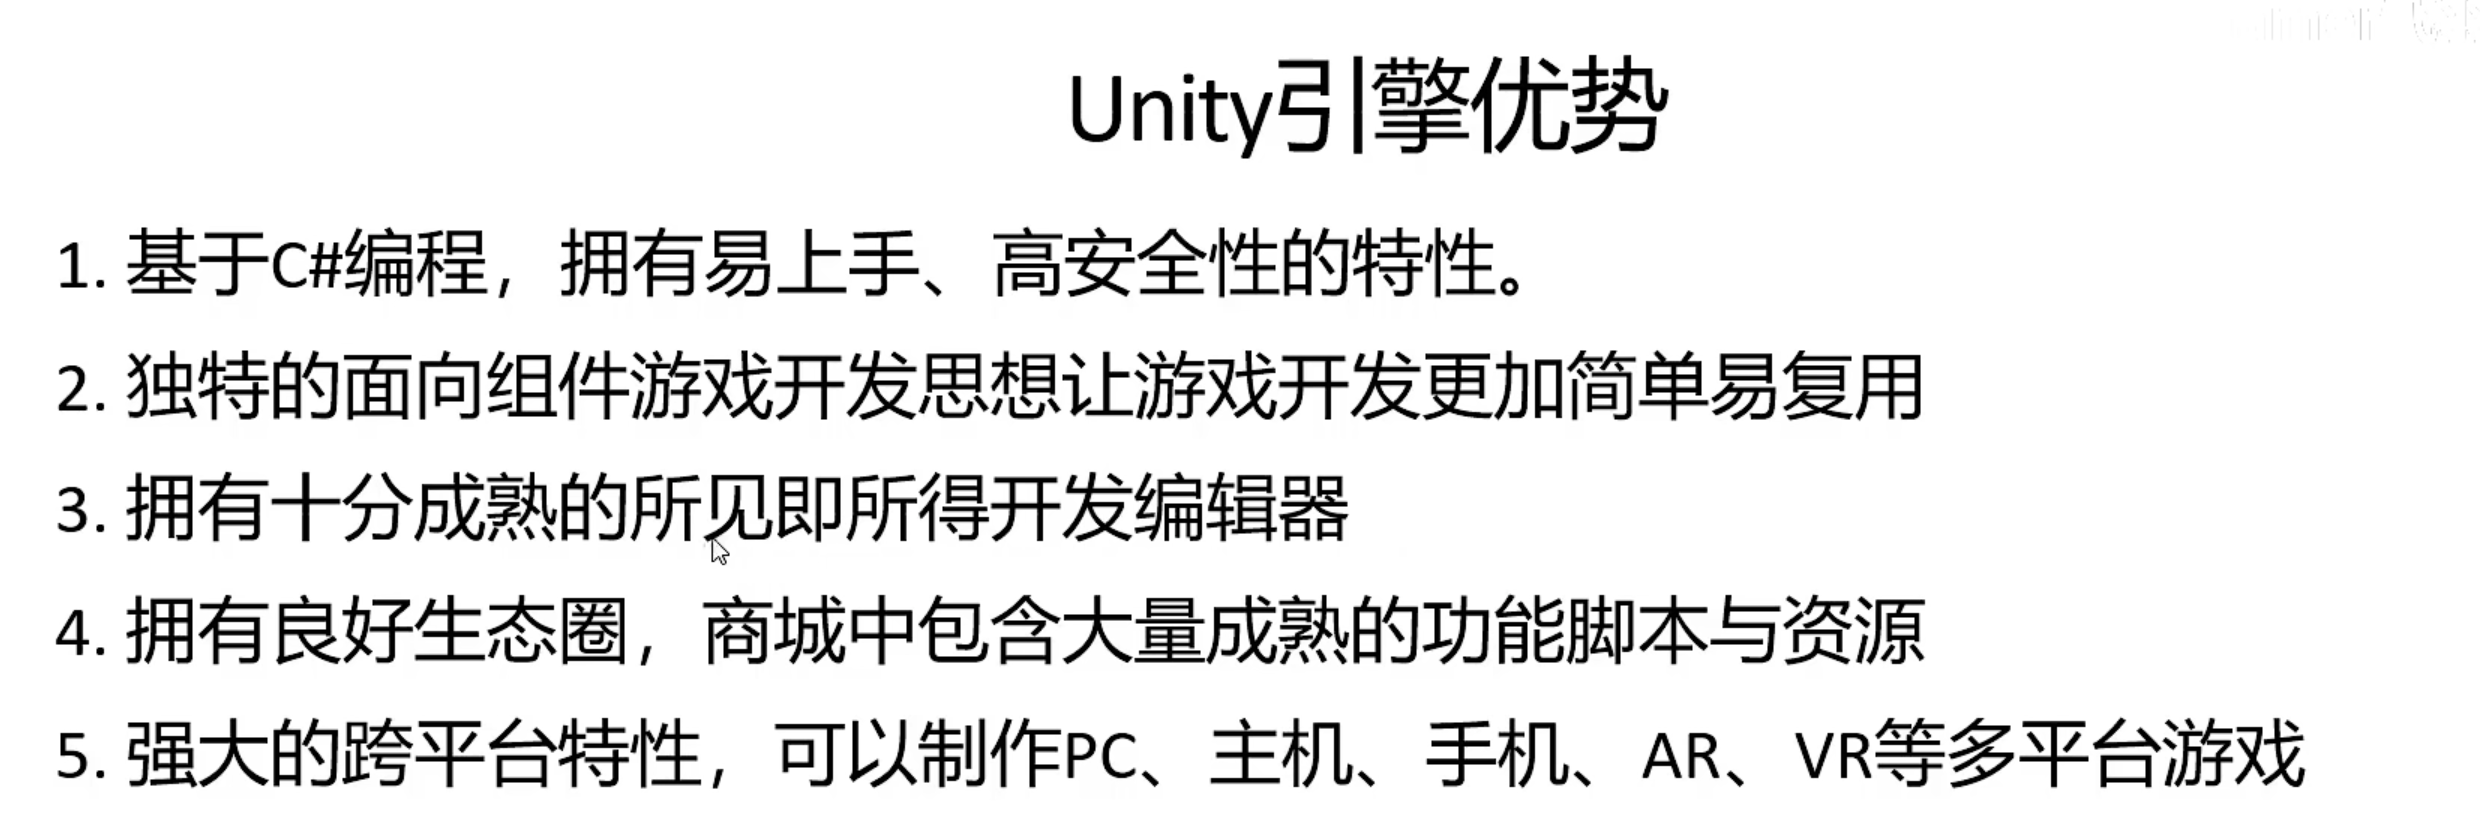 Unity引擎优势
1. 基于C#编程，拥有易上手、高安全性的特性。
2. 独特的面向组件游戏开发思想让游戏开发更加简单易复用
3. 拥有十分成熟的所见即所得开发编辑器
4. 拥有良好生态圈，商城中包含大量成熟的功能脚本与资源
5. 强大的跨平台特性，可以制作PC、主机、手机、AR、VR等多平台游戏